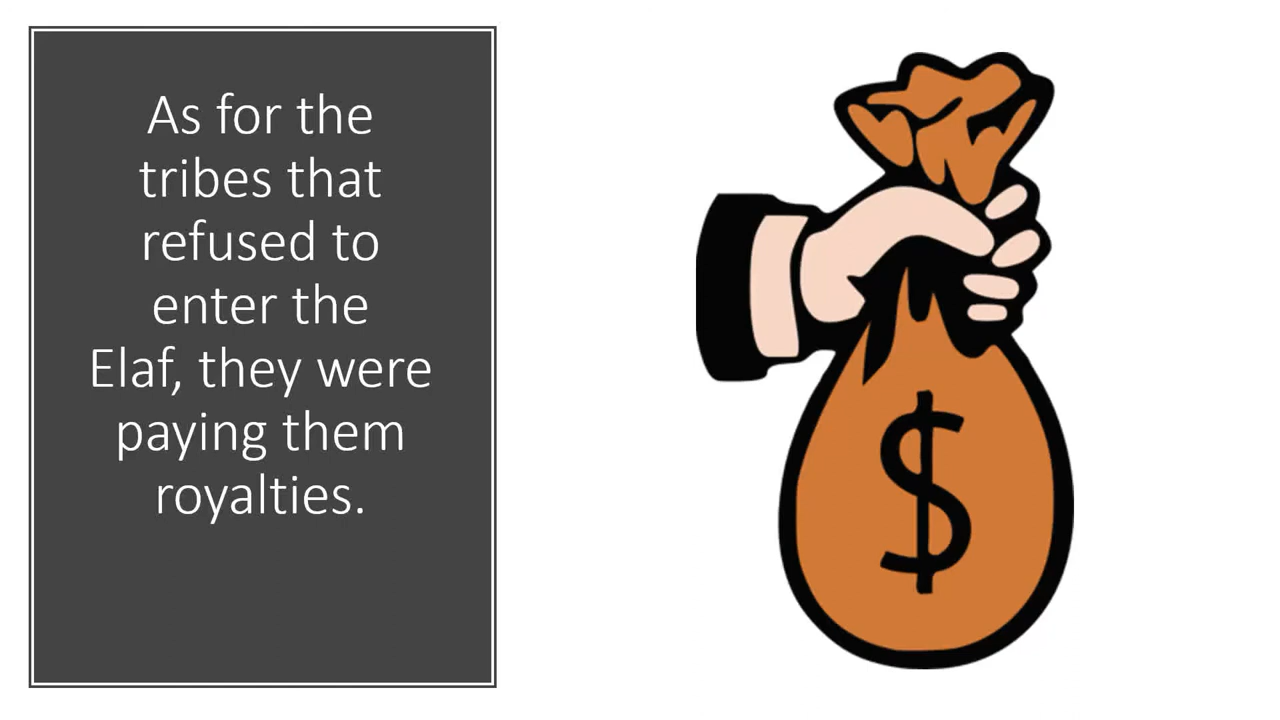 As for the
tribes that
refused to
enter the
Elaf, they were
paying them
royalties.
$